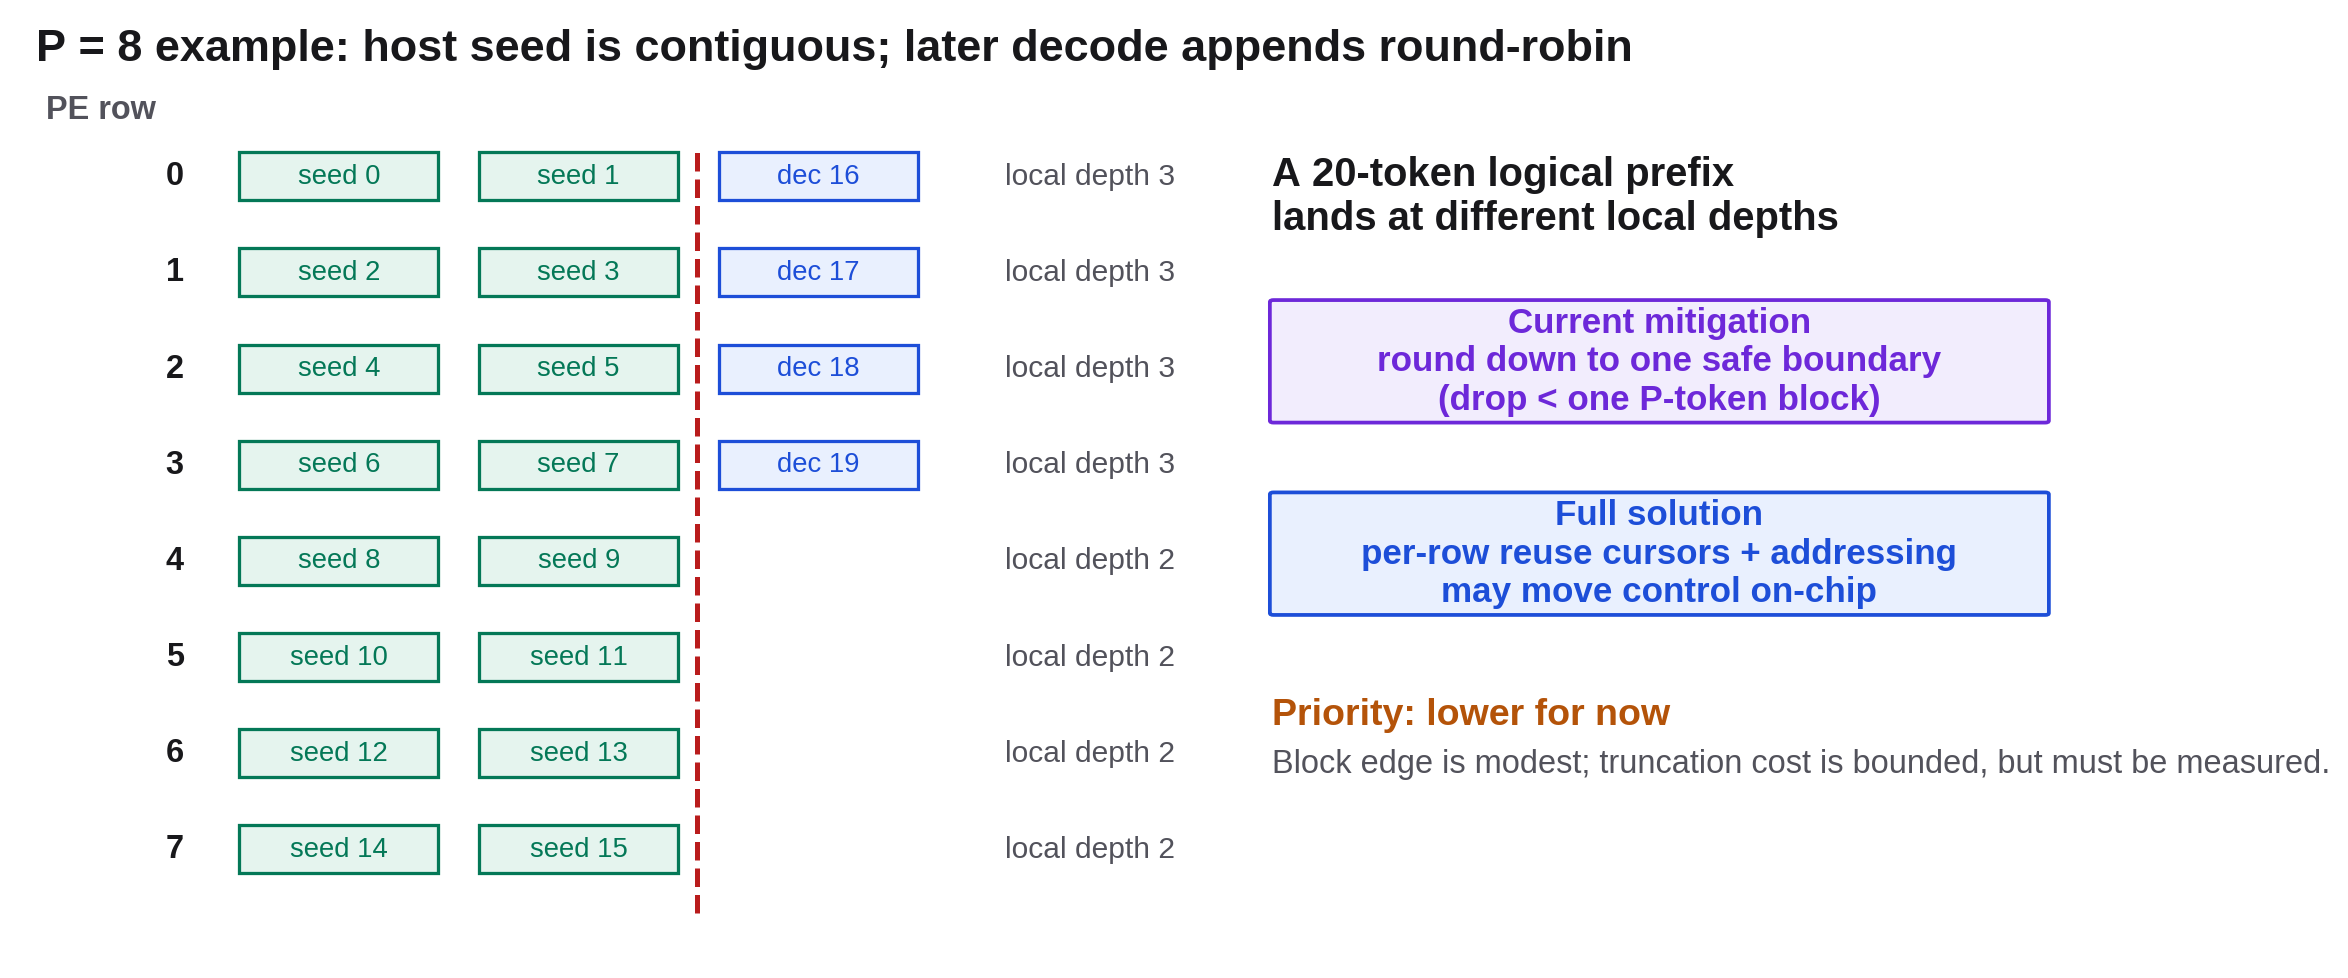 P = 8 example: host seed is contiguous; later decode appends round-robin
PE row
0 seed 0 seed 1 dec 16 local depth 3
1 seed 2 seed 3 dec 17 local depth 3
2 seed 4 seed 5 dec 18 local depth 3
3 seed 6 seed 7 dec 19 local depth 3
4 seed 8 seed 9 local depth 2
5 seed 10 seed 11 local depth 2
6 seed 12 seed 13 local depth 2
7 seed 14 seed 15 local depth 2
A 20-token logical prefix
lands at different local depths
Current mitigation
round down to one safe boundary
(drop < one P-token block)
Full solution
per-row reuse cursors + addressing
may move control on-chip
Priority: lower for now
Block edge is modest; truncation cost is bounded, but must be measured.